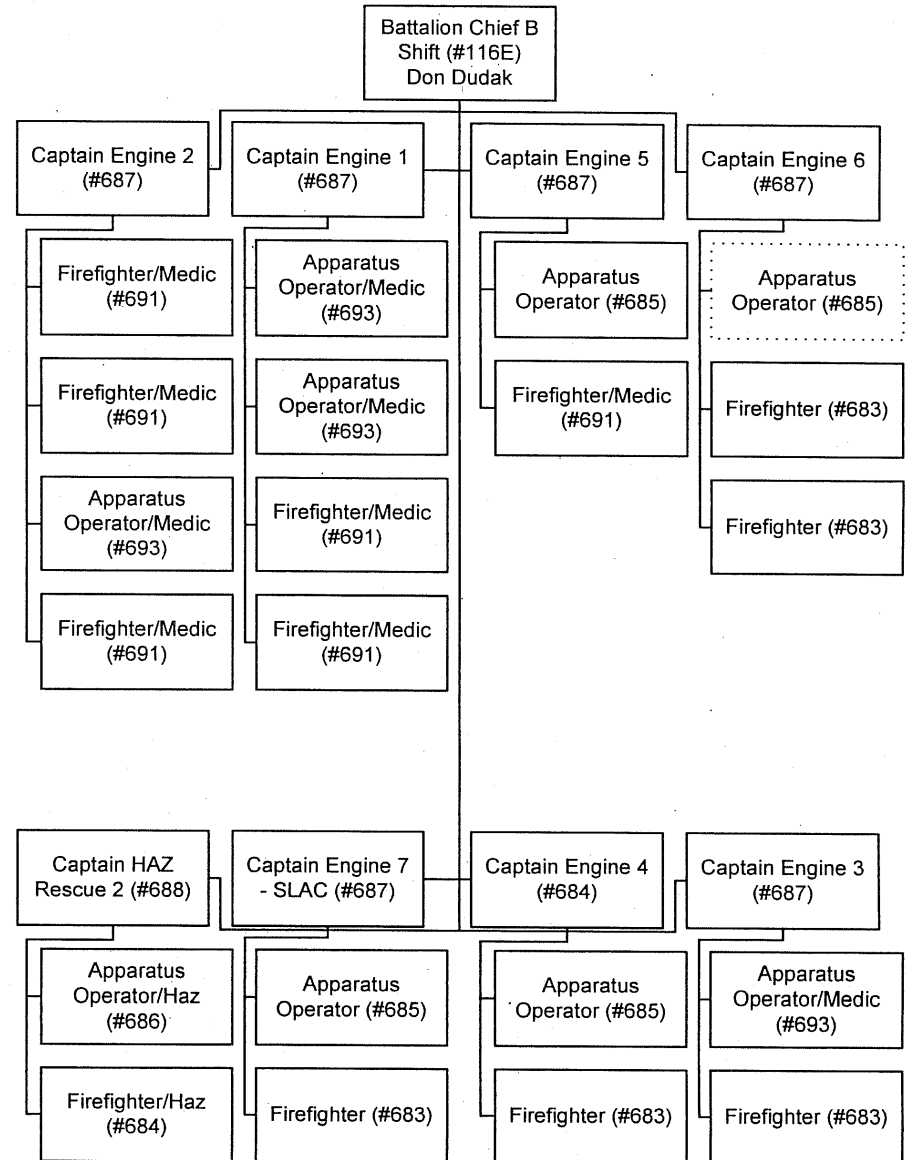 Battalion Chief B
Shift (#116E)
Don Dudak
Captain Engine 2
(#687)
Firefighter/Medic
(#691)
Firefighter/Medic
(#691)
Apparatus
Operator/Medic
(#693)
Firefighter/Medic
(#691)
Captain Engine 1
(#687)
Apparatus
Operator/Medic
(#693)
Apparatus
Operator/Medic
(#693)
Firefighter/Medic
(#691)
Firefighter/Medic
(#691)
Captain Engine 5
(#687)
Apparatus
Operator (#685)
Firefighter/Medic
(#691)
Captain Engine 6
(#687)
Apparatus
Operator (#685)
Firefighter (#683)
Firefighter (#683)
Captain HAZ
Rescue 2 (#688)
Apparatus
Operator/Haz
(#686)
Firefighter/Haz
(#684)
Captain Engine 7
- SLAC (#687)
Apparatus
Operator (#685)
Firefighter (#683)
Captain Engine 4
(#684)
Apparatus
Operator (#685)
Firefighter (#683)
Captain Engine 3
(#687)
Apparatus
Operator/Medic
(#693)
Firefighter (#683)